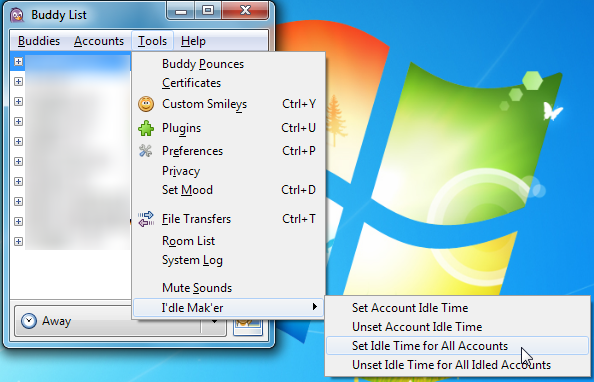 Buddy List
Buddies Accounts Tools Help
Buddy Pounces
Certificates
Custom Smileys Ctrl+Y
Plugins Ctrl+U
Preferences Ctrl+P
Privacy
Set Mood Ctrl+D
File Transfers Ctrl+T
Room List
System Log
Mute Sounds
I'dle Mak'er
Away
Set Account Idle Time
Unset Account Idle Time
Set Idle Time for All Accounts
Unset Idle Time for All Idled Accounts